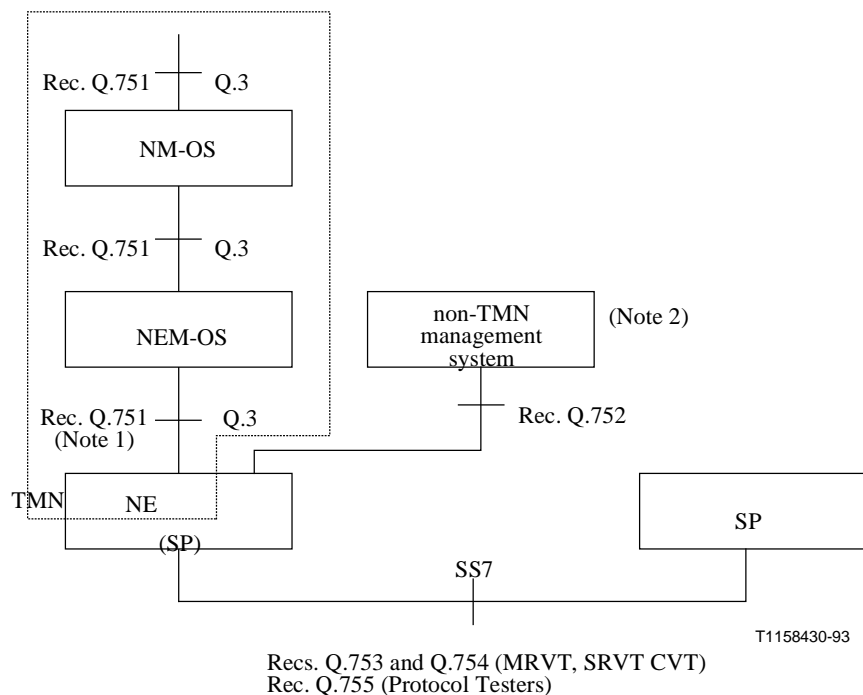 Rec. Q.751 Q.3
NM-OS
Rec. Q.751 Q.3
NEM-OS
non-TMN
management
system
(Note 2)
Rec. Q.751 Q.3
(Note 1)
Rec. Q.752
TMN
NE
(SP)
SP
SS7
T1158430-93
Recs. Q.753 and Q.754 (MRVT, SRVT CVT)
Rec. Q.755 (Protocol Testers)